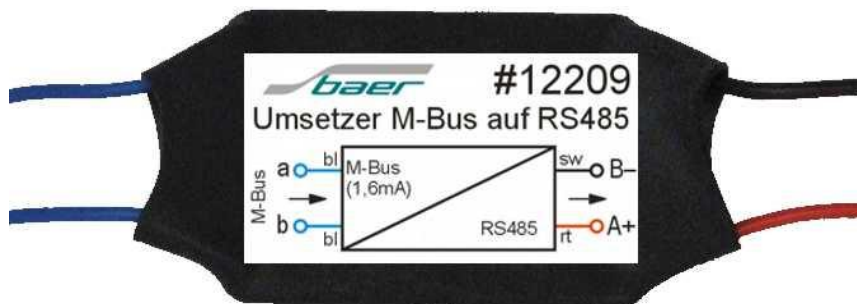 baer #12209
Umsetzer M-Bus auf RS485
M-Bus
a bl M-Bus sw B–
(1,6mA)
b bl RS485 rt A+